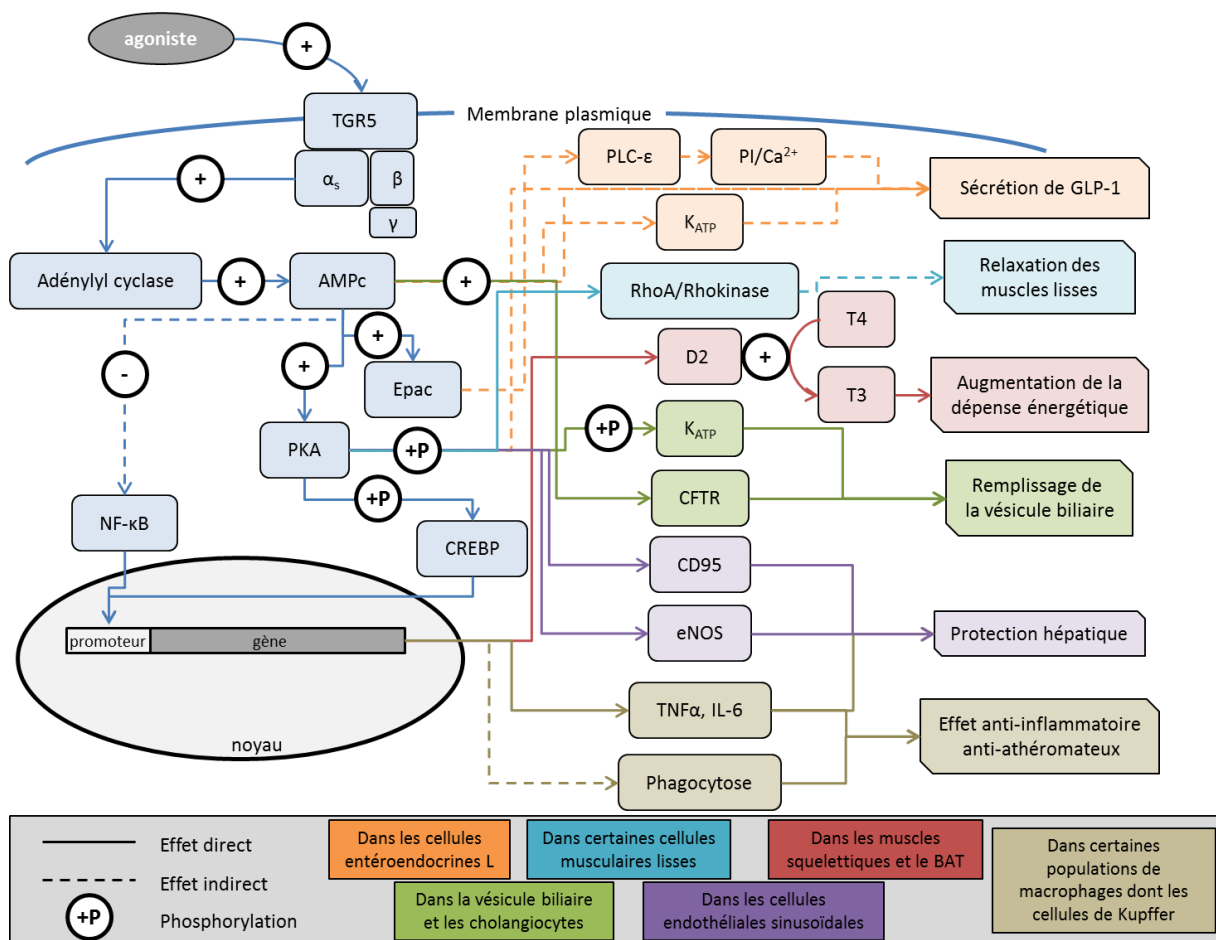 agoniste
+
TGR5
Membrane plasmique
αs
β
γ
+
PLC-ε
PI/Ca²⁺
Sécrétion de GLP-1
KATP
Adénylyl cyclase
+
AMPc
+
RhoA/Rhokinase
Relaxation des
muscles lisses
-
+
+
Epac
D2
+
T4
T3
Augmentation de la
dépense énergétique
PKA
+P
+P
KATP
+P
CFTR
Remplissage de
la vésicule biliaire
NF-κB
CREBP
CD95
eNOS
Protection hépatique
promoteur
gène
noyau
TNFα, IL-6
Phagocytose
Effet anti-inflammatoire
anti-athéromateux
Effet direct
Effet indirect
+P
Phosphorylation
Dans les cellules
entéroendocrines L
Dans certaines cellules
musculaires lisses
Dans les muscles
squelettiques et le BAT
Dans la vésicule biliaire
et les cholangiocytes
Dans les cellules
endothéliales sinusoïdales
Dans certaines
populations de
macrophages dont les
cellules de Kupffer